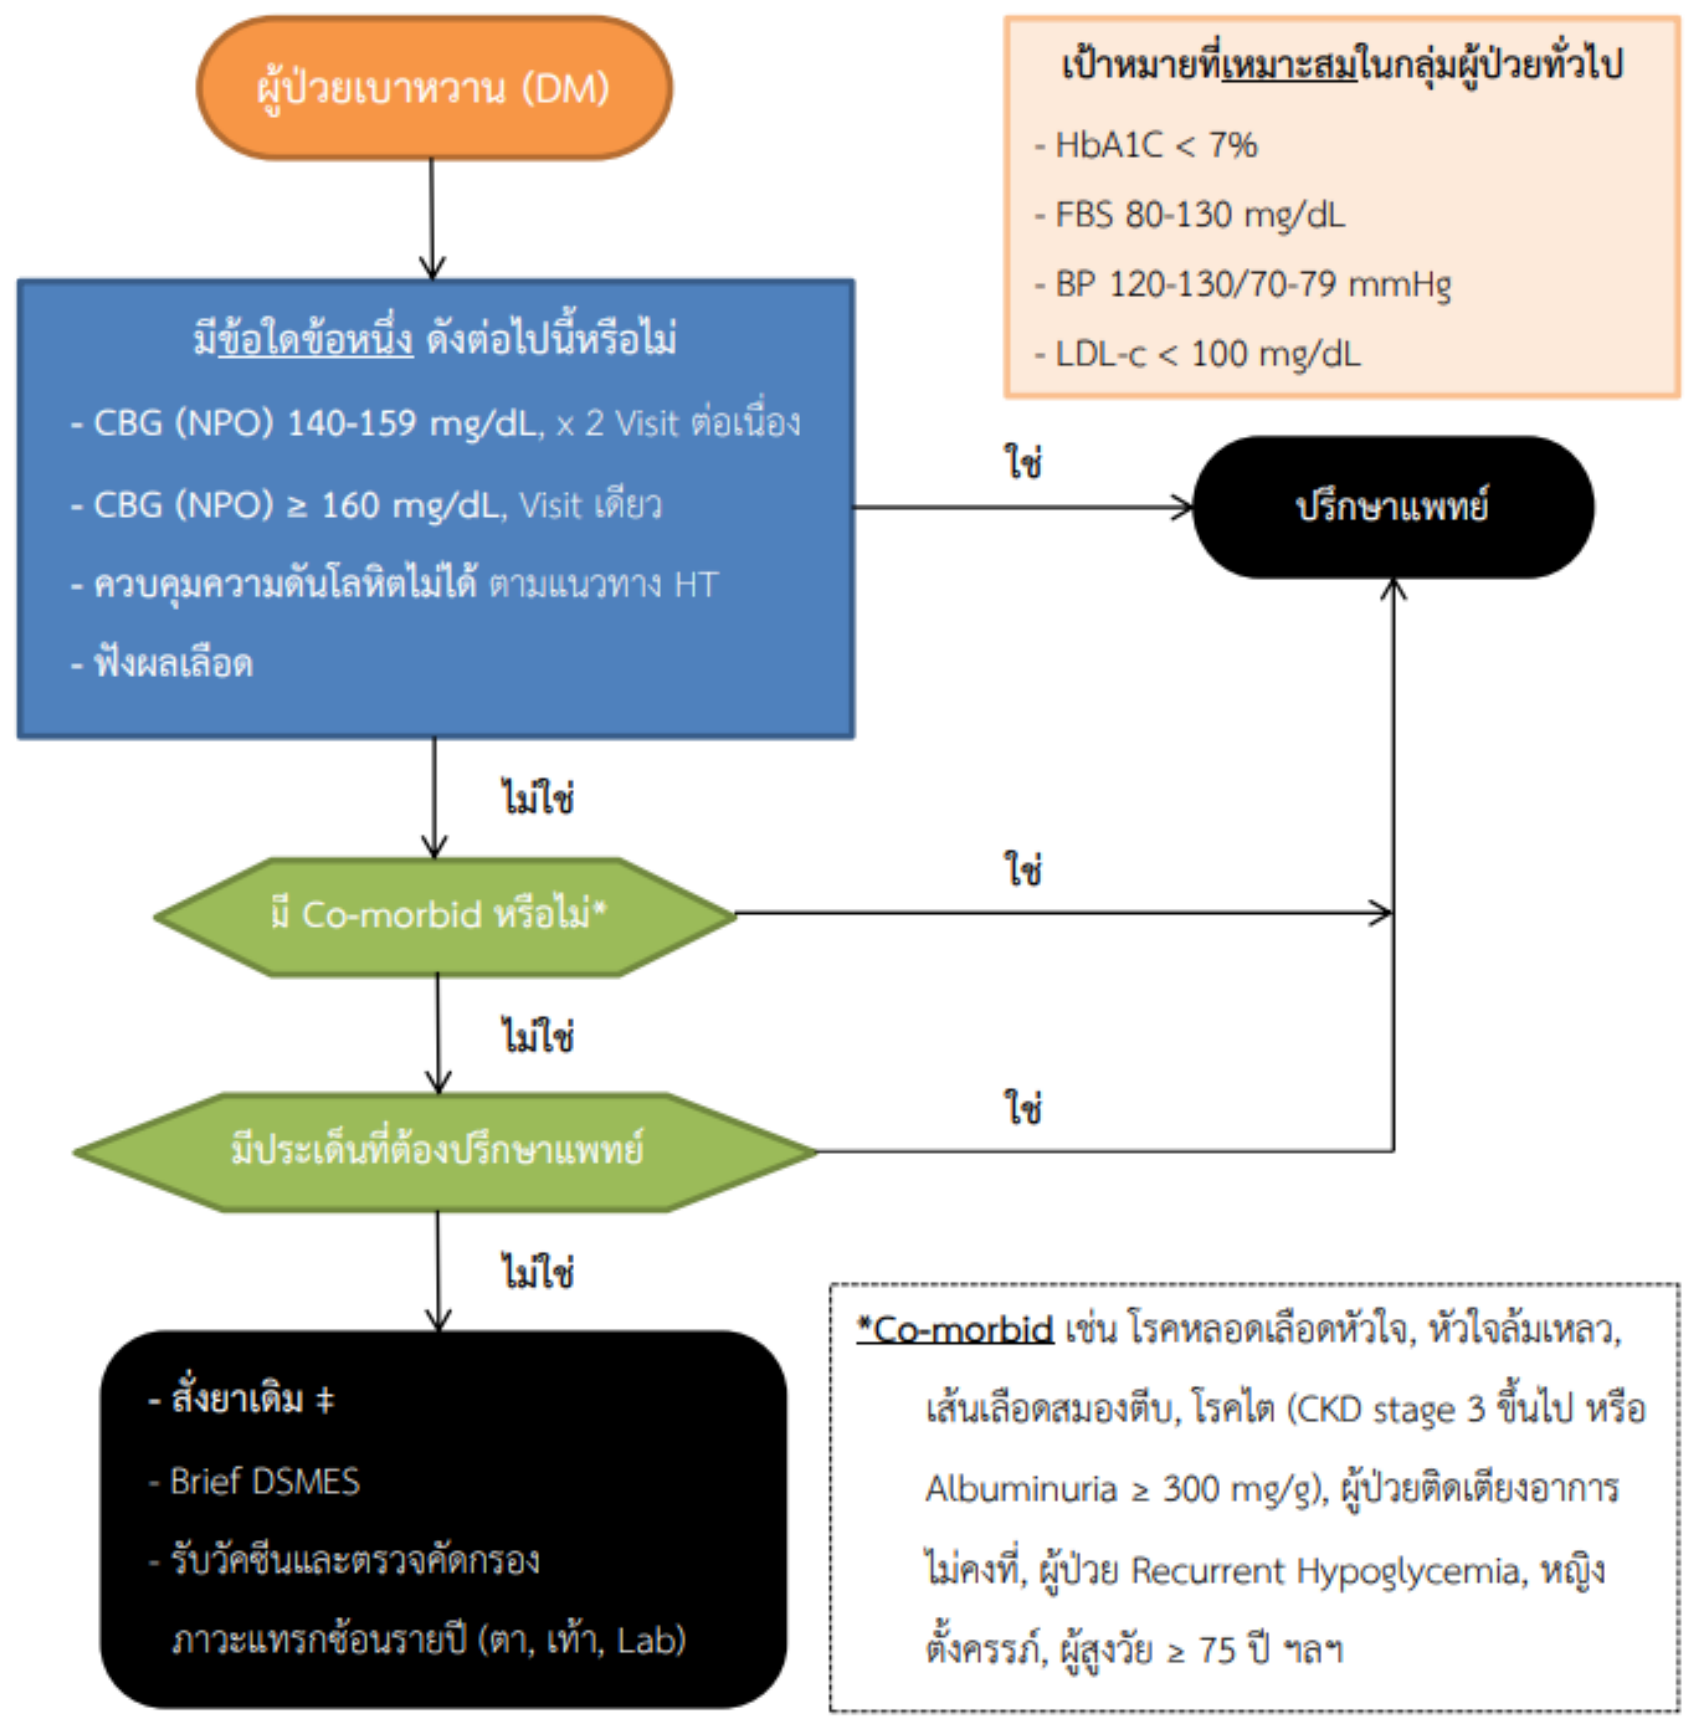 ผู้ป่วยเบาหวาน (DM)
เป้าหมายที่เหมาะสมในกลุ่มผู้ป่วยทั่วไป
- HbA1C < 7%
- FBS 80-130 mg/dL
- BP 120-130/70-79 mmHg
- LDL-c < 100 mg/dL
มีข้อใดข้อหนึ่ง ดังต่อไปนี้หรือไม่
- CBG (NPO) 140-159 mg/dL, x 2 Visit ต่อเนื่อง
- CBG (NPO) ≥ 160 mg/dL, Visit เดียว
- ควบคุมความดันโลหิตไม่ได้ ตามแนวทาง HT
- ฟังผลเลือด
ใช่
ปรึกษาแพทย์
ไม่ใช่
มี Co-morbid หรือไม่*
ใช่
ไม่ใช่
มีประเด็นที่ต้องปรึกษาแพทย์
ใช่
ไม่ใช่
- สั่งยาเดิม ‡
- Brief DSMES
- รับวัคซีนและตรวจคัดกรอง
ภาวะแทรกซ้อนรายปี (ตา, เท้า, Lab)
*Co-morbid เช่น โรคหลอดเลือดหัวใจ, หัวใจล้มเหลว,
เส้นเลือดสมองตีบ, โรคไต (CKD stage 3 ขึ้นไป หรือ
Albuminuria ≥ 300 mg/g), ผู้ป่วยติดเตียงอาการ
ไม่คงที่, ผู้ป่วย Recurrent Hypoglycemia, หญิง
ตั้งครรภ์, ผู้สูงวัย ≥ 75 ปี ฯลฯ